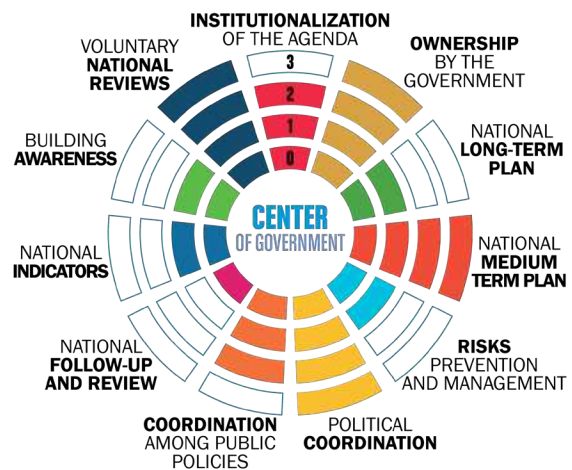 INSTITUTIONALIZATION
OF THE AGENDA
3
2
1
0
OWNERSHIP
BY THE
GOVERNMENT
NATIONAL
LONG-TERM
PLAN
NATIONAL
MEDIUM
TERM PLAN
RISKS
PREVENTION
AND MANAGEMENT
POLITICAL
COORDINATION
COORDINATION
AMONG PUBLIC
POLICIES
NATIONAL
FOLLOW-UP
AND REVIEW
NATIONAL
INDICATORS
BUILDING
AWARENESS
VOLUNTARY
NATIONAL
REVIEWS
CENTER
OF GOVERNMENT